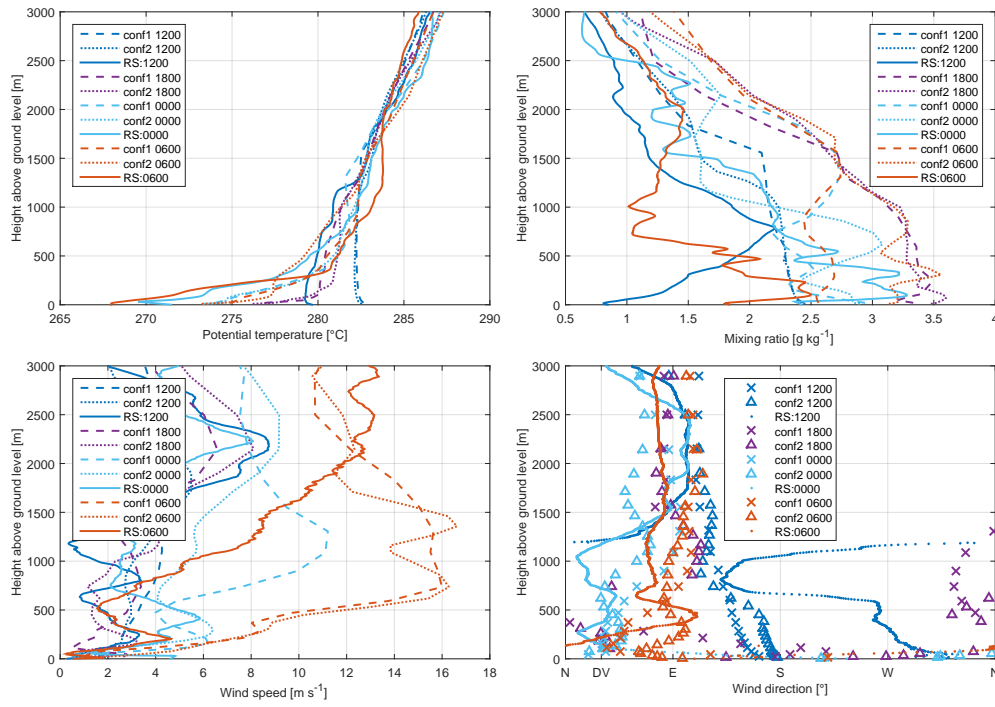 3000
2500
2000
1500
1000
500
0
Height above ground level [m]
conf1 1200
conf2 1200
RS:1200
conf1 1800
conf2 1800
conf1 0000
conf2 0000
RS:0000
conf1 0600
conf2 0600
RS:0600
265 270 275 280 285 290
Potential temperature [°C]
3000
2500
2000
1500
1000
500
0
Height above ground level [m]
conf1 1200
conf2 1200
RS:1200
conf1 1800
conf2 1800
conf1 0000
conf2 0000
RS:0000
conf1 0600
conf2 0600
RS:0600
0.5 1 1.5 2 2.5 3 3.5 4
Mixing ratio [g kg-1]
3000
2500
2000
1500
1000
500
0
Height above ground level [m]
conf1 1200
conf2 1200
RS:1200
conf1 1800
conf2 1800
conf1 0000
conf2 0000
RS:0000
conf1 0600
conf2 0600
RS:0600
0 2 4 6 8 10 12 14 16 18
Wind speed [m s-1]
3000
2500
2000
1500
1000
500
0
Height above ground level [m]
conf1 1200
conf2 1200
RS:1200
conf1 1800
conf2 1800
conf1 0000
conf2 0000
RS:0000
conf1 0600
conf2 0600
RS:0600
N DV E S W N
Wind direction [°]